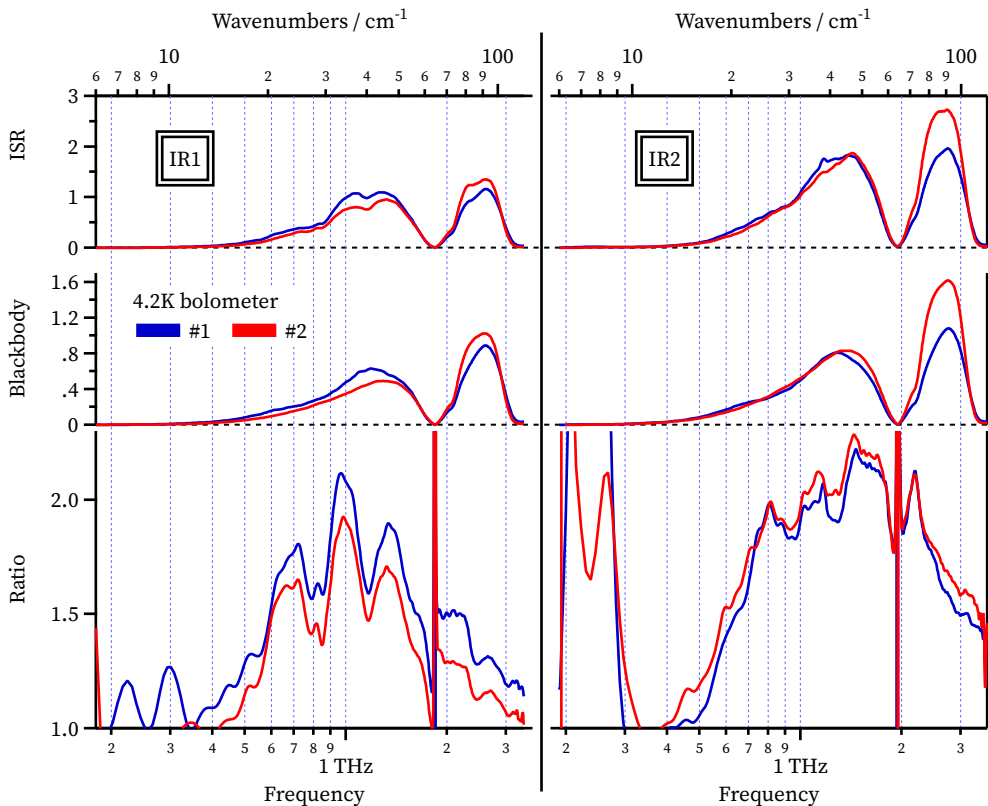 Wavenumbers / cm⁻¹ Wavenumbers / cm⁻¹
10 100 10 100
6 7 8 9 2 3 4 5 6 7 8 9 6 7 8 9 2 3 4 5 6 7 8 9
3
2
1
0
ISR
IR1 IR2
1.6
1.2
.8
.4
0
Blackbody
4.2K bolometer
#1 #2
2.0
1.5
1.0
Ratio
2 3 4 5 6 7 8 9 2 3 2 3 4 5 6 7 8 9 2 3
1 THz 1 THz
Frequency Frequency